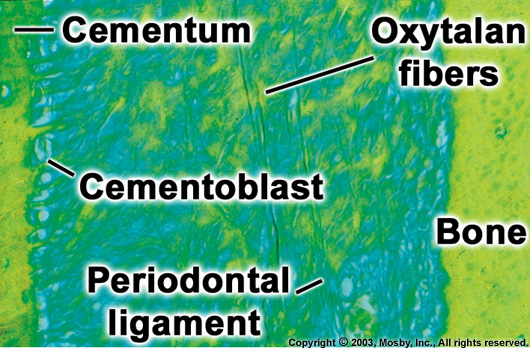 Cementum
Oxytalan
fibers
Cementoblast
Bone
Periodontal
ligament
Copyright © 2003, Mosby, Inc., All rights reserved.